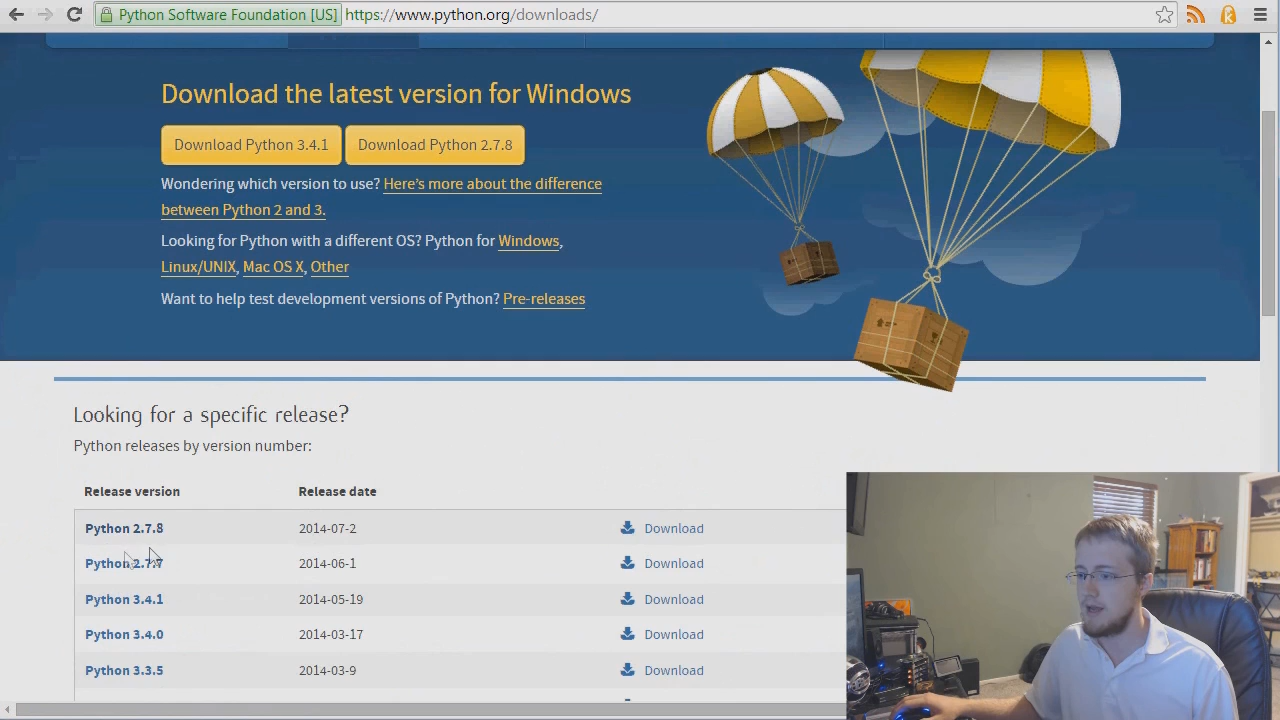 Python Software Foundation [US] https://www.python.org/downloads/
Download the latest version for Windows
Download Python 3.4.1 Download Python 2.7.8
Wondering which version to use? Here's more about the difference
between Python 2 and 3.
Looking for Python with a different OS? Python for Windows,
Linux/UNIX, Mac OS X, Other
Want to help test development versions of Python? Pre-releases
Looking for a specific release?
Python releases by version number:
Release version Release date
Python 2.7.8 2014-07-2 Download
Python 2.7.7 2014-06-1 Download
Python 3.4.1 2014-05-19 Download
Python 3.4.0 2014-03-17 Download
Python 3.3.5 2014-03-9 Download